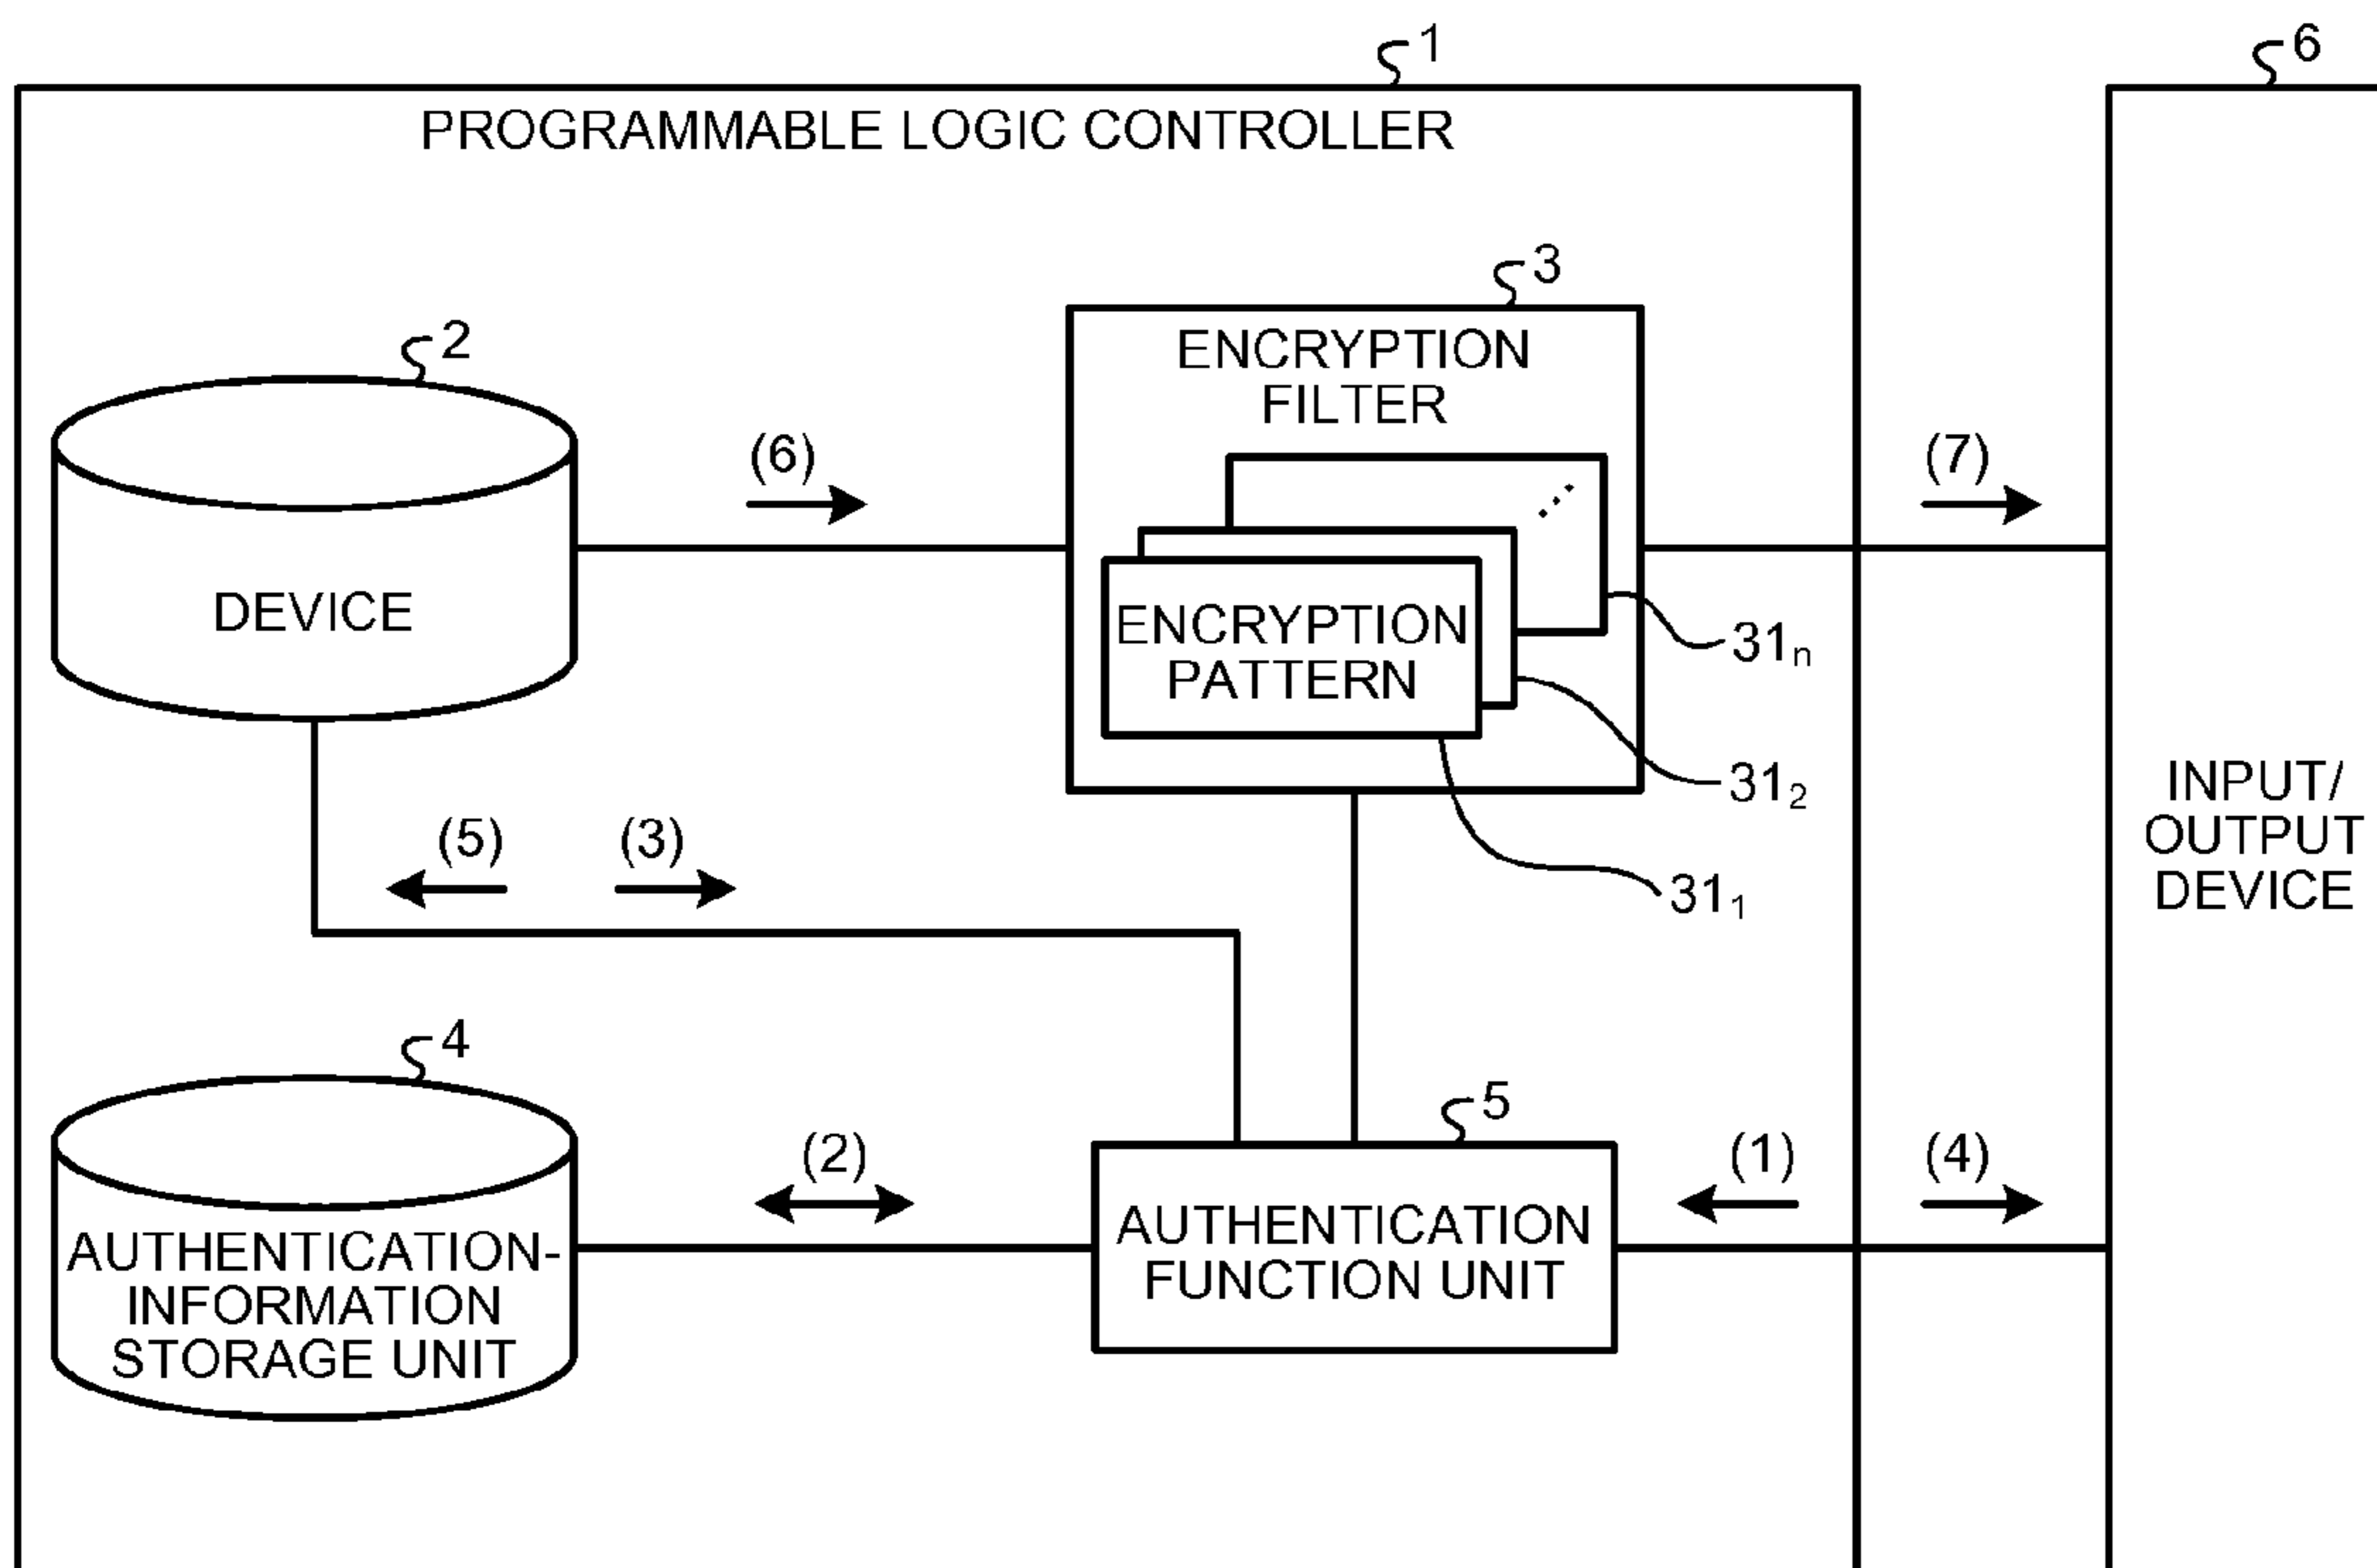 1
6
PROGRAMMABLE LOGIC CONTROLLER
3
ENCRYPTION
FILTER
2
(6)
(7)
DEVICE
ENCRYPTION
PATTERN
31n
31₂
31₁
INPUT/
OUTPUT
DEVICE
(5)
(3)
4
5
(2)
(1)
(4)
AUTHENTICATION-
INFORMATION
STORAGE UNIT
AUTHENTICATION
FUNCTION UNIT